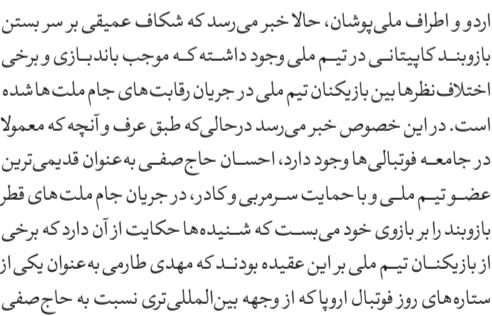 اردو و اطراف ملی‌پوشان، حالا خبر می‌رسد که شکاف عمیقی بر سر بستن
بازوبند کاپیتانی در تیم ملی وجود داشته که موجب باندبازی و برخی
اختلاف‌نظرها بین بازیکنان تیم ملی در جریان رقابت‌های جام ملت‌ها شده
است. در این خصوص خبر می‌رسد درحالی‌که طبق عرف و آنچه که معمولا
در جامعه فوتبالی‌ها وجود دارد، احسان حاج‌صفی به‌عنوان قدیمی‌ترین
عضو تیم ملی و با حمایت سرمربی و کادر، در جریان جام ملت‌های قطر
بازوبند را بر بازوی خود می‌بست که شنیده‌ها حکایت از آن دارد که برخی
از بازیکنان تیم ملی بر این عقیده بودند که مهدی طارمی به‌عنوان یکی از
ستاره‌های روز فوتبال اروپا که از وجهه بین‌المللی‌تری نسبت به حاج‌صفی